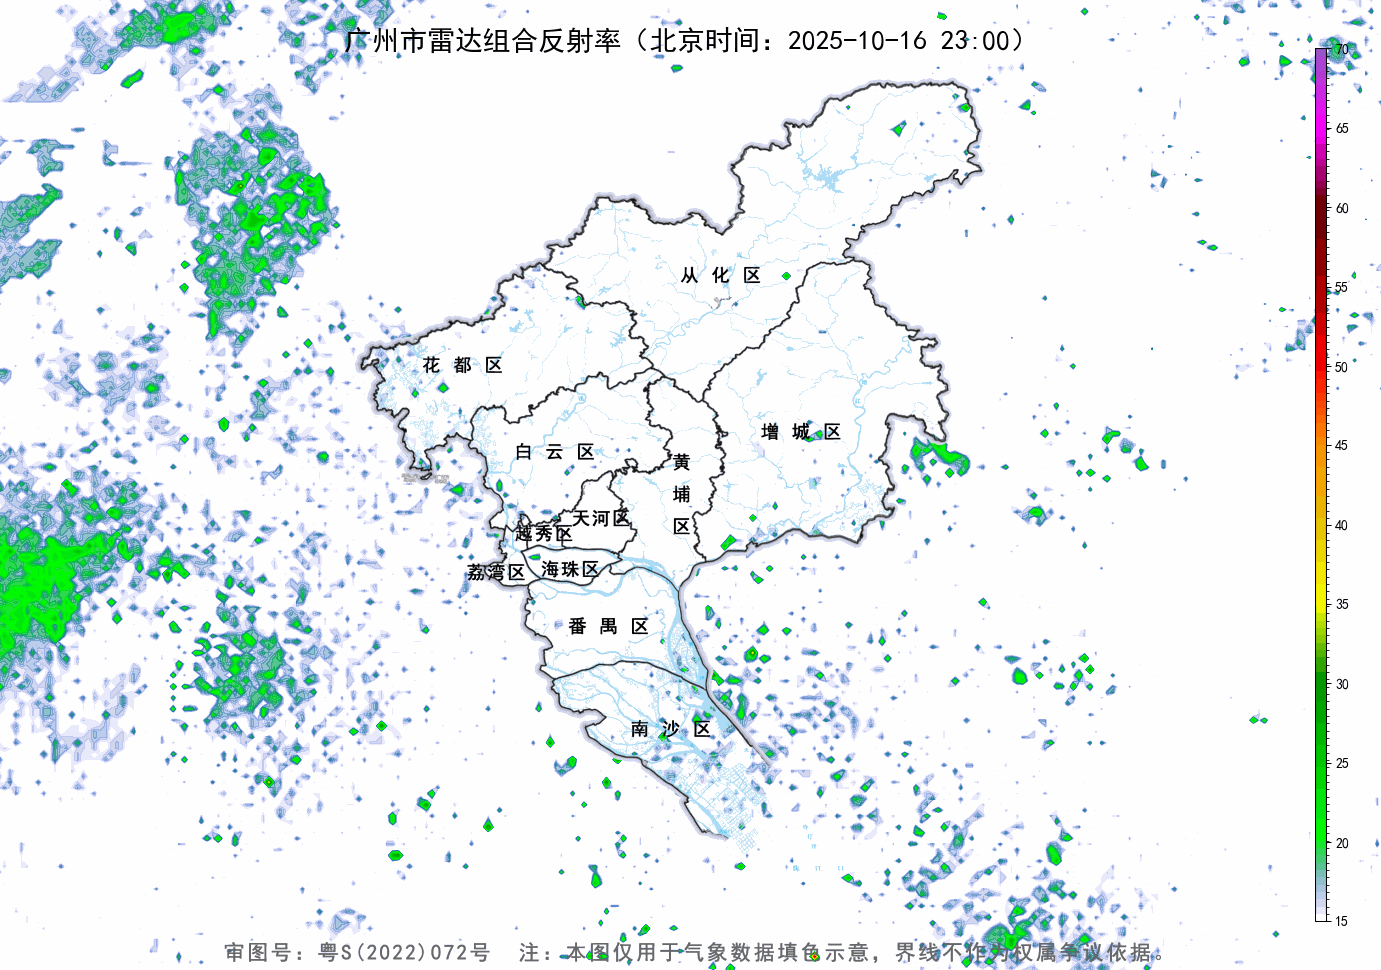 广州市雷达组合反射率（北京时间：2025-10-16 23:00）
70
65
60
55
50
45
40
35
30
25
20
15
从化区
花都区
增城区
白云区
黄埔区
天河区
越秀区
海珠区
荔湾区
番禺区
南沙区
审图号：粤S(2022)072号 注：本图仅用于气象数据填色示意，界线不作为权属争议依据。